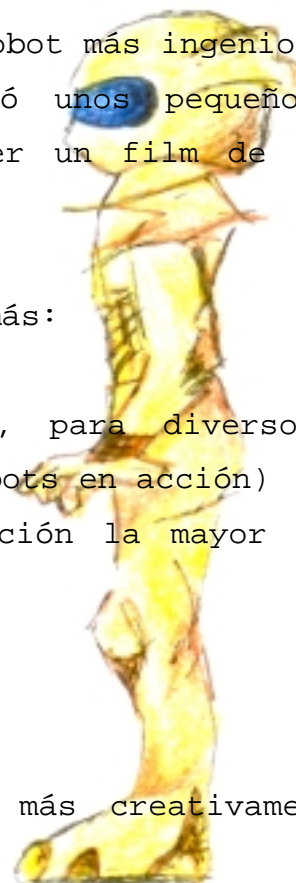 obot más ingenio
ó unos pequeño
er un film de
más:
, para diverso
ots en acción)
ción la mayor
más creativame